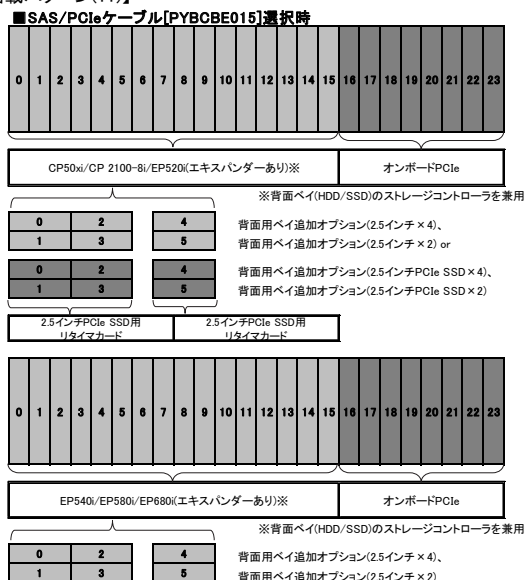 ■SAS/PCIeケーブル[PYBCBE015]選択時
0 1 2 3 4 5 6 7 8 9 10 11 12 13 14 15 16 17 18 19 20 21 22 23
CP50xi/CP 2100-8i/EP520i(エキスパンダーあり)※ オンボードPCIe
※背面ベイ(HDD/SSD)のストレージコントローラを兼用
0 2 4 背面用ベイ追加オプション(2.5インチ×4)、
1 3 5 背面用ベイ追加オプション(2.5インチ×2) or
0 2 4 背面用ベイ追加オプション(2.5インチPCIe SSD×4)、
1 3 5 背面用ベイ追加オプション(2.5インチPCIe SSD×2)
2.5インチPCIe SSD用 2.5インチPCIe SSD用
リタイマカード リタイマカード
0 1 2 3 4 5 6 7 8 9 10 11 12 13 14 15 16 17 18 19 20 21 22 23
EP540i/EP580i/EP680i(エキスパンダーあり)※ オンボードPCIe
※背面ベイ(HDD/SSD)のストレージコントローラを兼用
0 2 4 背面用ベイ追加オプション(2.5インチ×4)、
1 3 5 背面用ベイ追加オプション(2.5インチ×2)